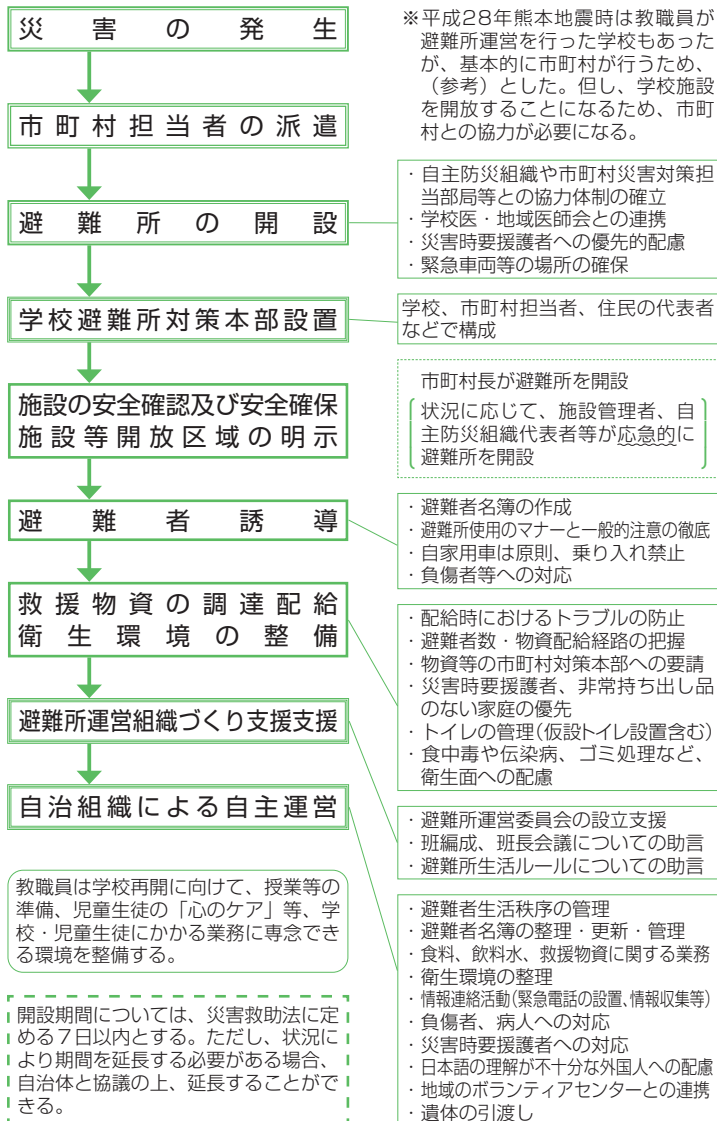 災害の発生
市町村担当者の派遣
避難所の開設
学校避難所対策本部設置
施設の安全確認及び安全確保
施設等開放区域の明示
避難者誘導
救援物資の調達配給
衛生環境の整備
避難所運営組織づくり支援支援
自治組織による自主運営
教職員は学校再開に向けて、授業等の
準備、児童生徒の「心のケア」等、学
校・児童生徒にかかる業務に専念でき
る環境を整備する。
開設期間については、災害救助法に定
める7日以内とする。ただし、状況に
より期間を延長する必要がある場合、
自治体と協議の上、延長することがで
きる。
※平成28年熊本地震時は教職員が
避難所運営を行った学校もあった
が、基本的に市町村が行うため、
（参考）とした。但し、学校施設
を開放することになるため、市町
村との協力が必要になる。
・自主防災組織や市町村災害対策担
当部局等との協力体制の確立
・学校医・地域医師会との連携
・災害時要援護者への優先的配慮
・緊急車両等の場所の確保
学校、市町村担当者、住民の代表者
などで構成
市町村長が避難所を開設
状況に応じて、施設管理者、自
主防災組織代表者等が応急的に
避難所を開設
・避難者名簿の作成
・避難所使用のマナーと一般的注意の徹底
・自家用車は原則、乗り入れ禁止
・負傷者等への対応
・配給時におけるトラブルの防止
・避難者数・物資配給経路の把握
・物資等の市町村対策本部への要請
・災害時要援護者、非常持ち出し品
のない家庭の優先
・トイレの管理（仮設トイレ設置含む）
・食中毒や伝染病、ゴミ処理など、
衛生面への配慮
・避難所運営委員会の設立支援
・班編成、班長会議についての助言
・避難所生活ルールについての助言
・避難者生活秩序の管理
・避難者名簿の整理・更新・管理
・食料、飲料水、救援物資に関する業務
・衛生環境の整理
・情報連絡活動（緊急電話の設置、情報収集等）
・負傷者、病人への対応
・災害時要援護者への対応
・日本語の理解が不十分な外国人への配慮
・地域のボランティアセンターとの連携
・遺体の引渡し